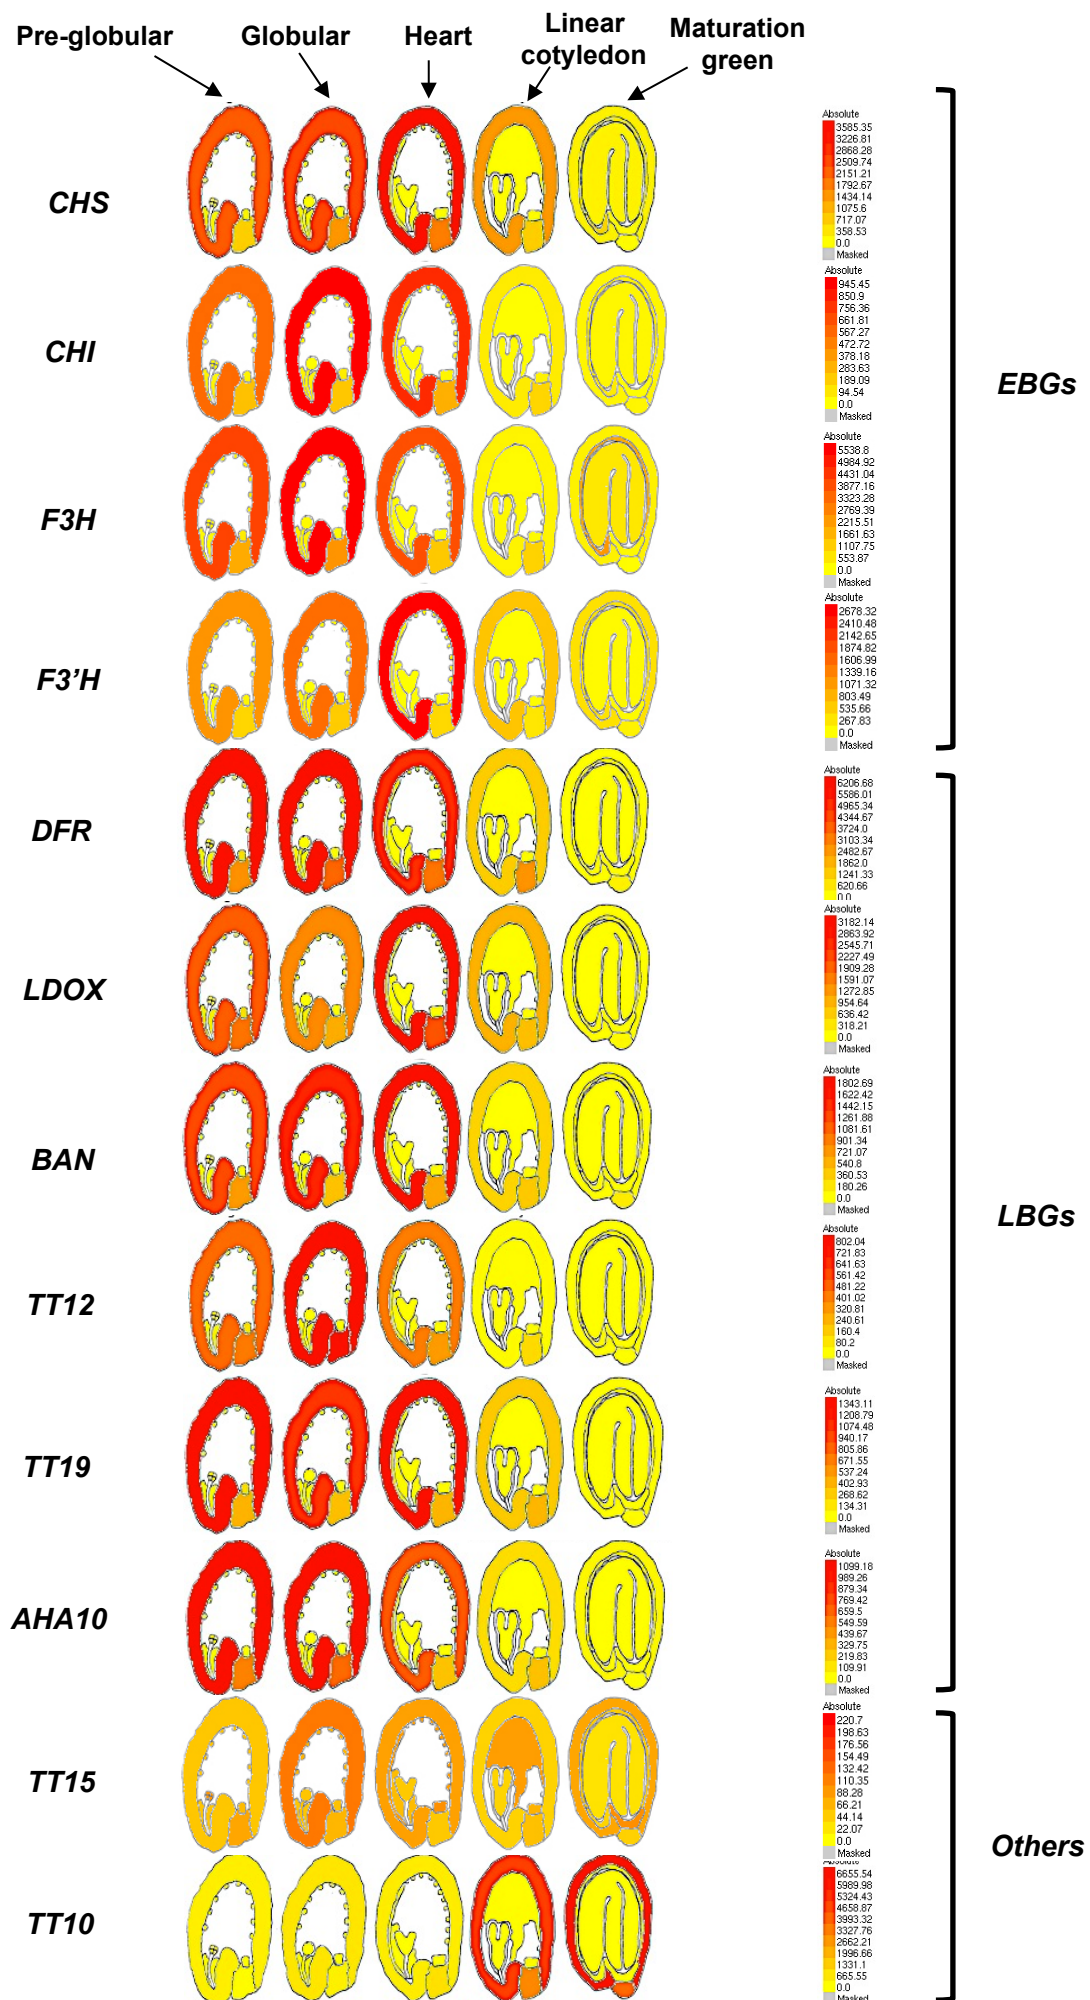 Pre-globular
Globular
Heart
Linear
cotyledon
Maturation
green
CHS
Absolute
3585.35
3226.81
2868.28
2509.74
2151.21
1792.67
1434.14
1075.6
717.07
358.53
0.0
Masked
CHI
Absolute
945.45
850.9
756.36
661.81
567.27
472.72
378.18
283.63
189.09
94.54
0.0
Masked
EBGs
F3H
Absolute
5538.8
4984.92
4431.04
3877.16
3323.28
2769.39
2215.51
1661.63
1107.75
553.87
0.0
Masked
F3’H
Absolute
2678.32
2410.48
2142.65
1874.82
1606.99
1339.16
1071.32
803.49
535.66
267.83
0.0
Masked
DFR
Absolute
6206.68
5586.01
4965.34
4344.67
3724.0
3103.34
2482.67
1862.0
1241.33
620.66
0.0
LDOX
Absolute
3182.14
2863.92
2545.71
2227.49
1909.28
1591.07
1272.85
954.64
636.42
318.21
0.0
Masked
BAN
Absolute
1802.69
1622.42
1442.15
1261.88
1081.61
901.34
721.07
540.8
360.53
180.26
0.0
Masked
LBGs
TT12
Absolute
802.04
721.83
641.63
561.42
481.22
401.02
320.81
240.61
160.4
80.2
0.0
Masked
TT19
Absolute
1343.11
1208.79
1074.48
940.17
805.86
671.55
537.24
402.93
268.62
134.31
0.0
Masked
AHA10
Absolute
1099.18
989.26
879.34
769.42
659.5
549.59
439.67
329.75
219.83
109.91
0.0
Masked
TT15
Absolute
220.7
198.63
176.56
154.49
132.42
110.35
88.28
66.21
44.14
22.07
0.0
Masked
Others
TT10
Absolute
6655.54
5989.98
5324.43
4658.87
3993.32
3327.76
2662.21
1996.66
1331.1
665.55
0.0
Masked